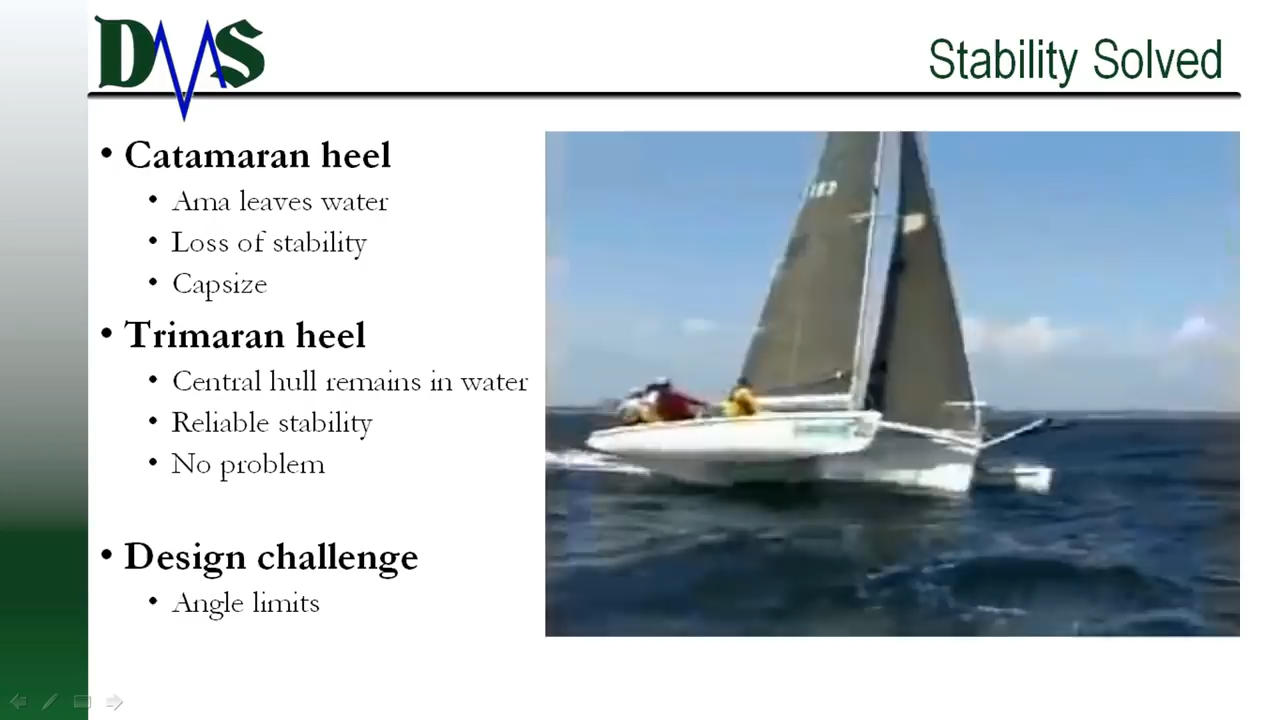 DMS
Stability Solved
• Catamaran heel
• Ama leaves water
• Loss of stability
• Capsize
• Trimaran heel
• Central hull remains in water
• Reliable stability
• No problem
• Design challenge
• Angle limits